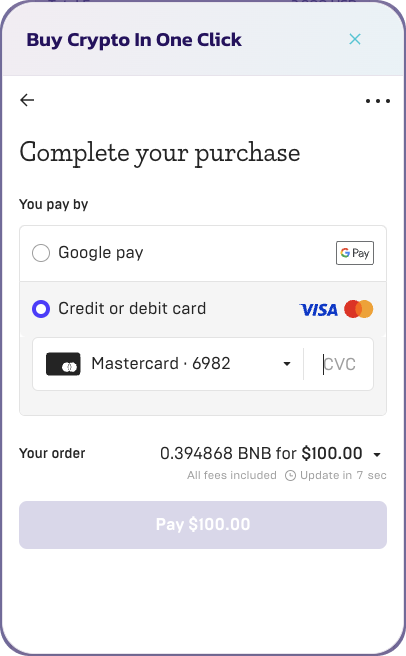 Buy Crypto In One Click
Complete your purchase
You pay by
Google pay
G Pay
Credit or debit card
VISA
Mastercard · 6982
CVC
Your order
0.394868 BNB for $100.00
All fees included
Update in 7 sec
Pay $100.00